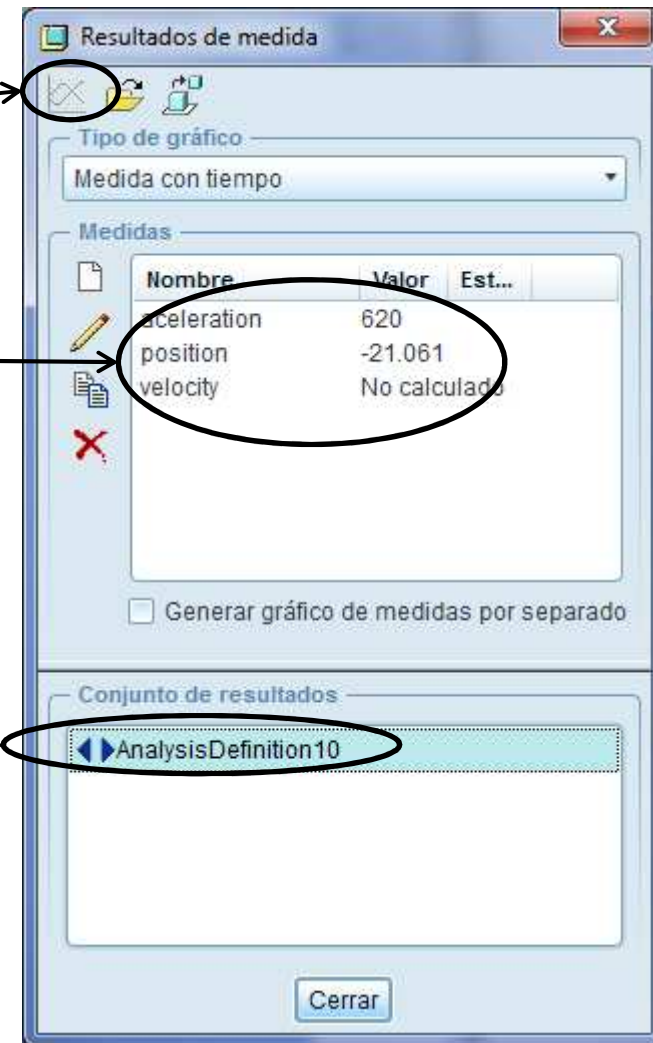 Resultados de medida
Tipo de gráfico
Medida con tiempo
Medidas
Nombre Valor Est...
aceleration 620
position -21.061
velocity No calculado
Generar gráfico de medidas por separado
Conjunto de resultados
AnalysisDefinition10
Cerrar